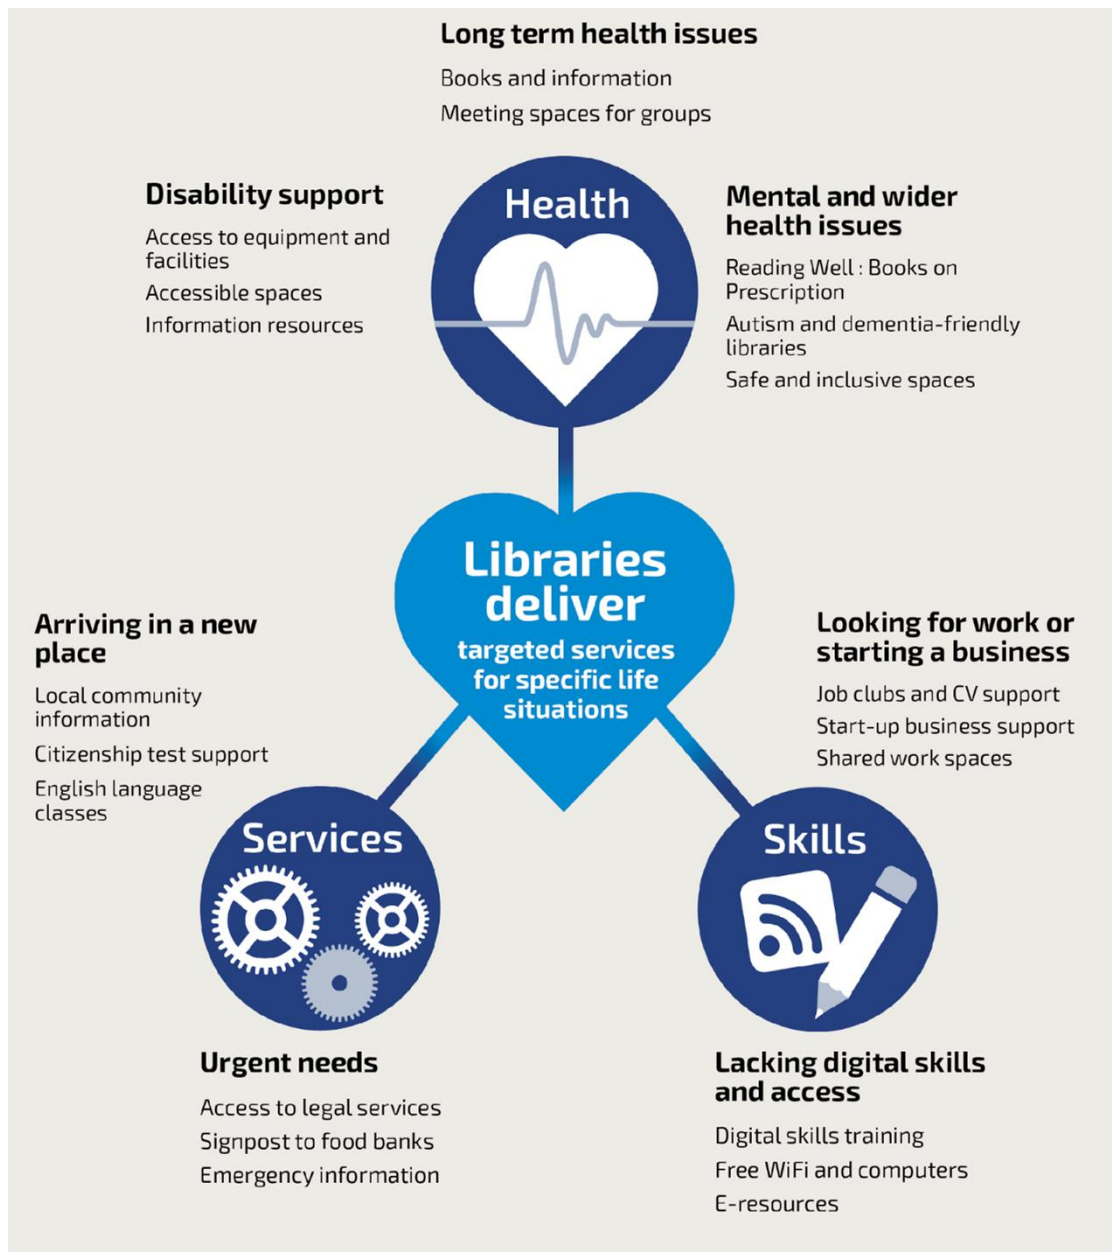 Long term health issues
Books and information
Meeting spaces for groups
Disability support
Access to equipment and
facilities
Accessible spaces
Information resources
Health
Mental and wider
health issues
Reading Well : Books on
Prescription
Autism and dementia-friendly
libraries
Safe and inclusive spaces
Libraries
deliver
targeted services
for specific life
situations
Arriving in a new
place
Local community
information
Citizenship test support
English language
classes
Services
Urgent needs
Access to legal services
Signpost to food banks
Emergency information
Looking for work or
starting a business
Job clubs and CV support
Start-up business support
Shared work spaces
Skills
Lacking digital skills
and access
Digital skills training
Free WiFi and computers
E-resources